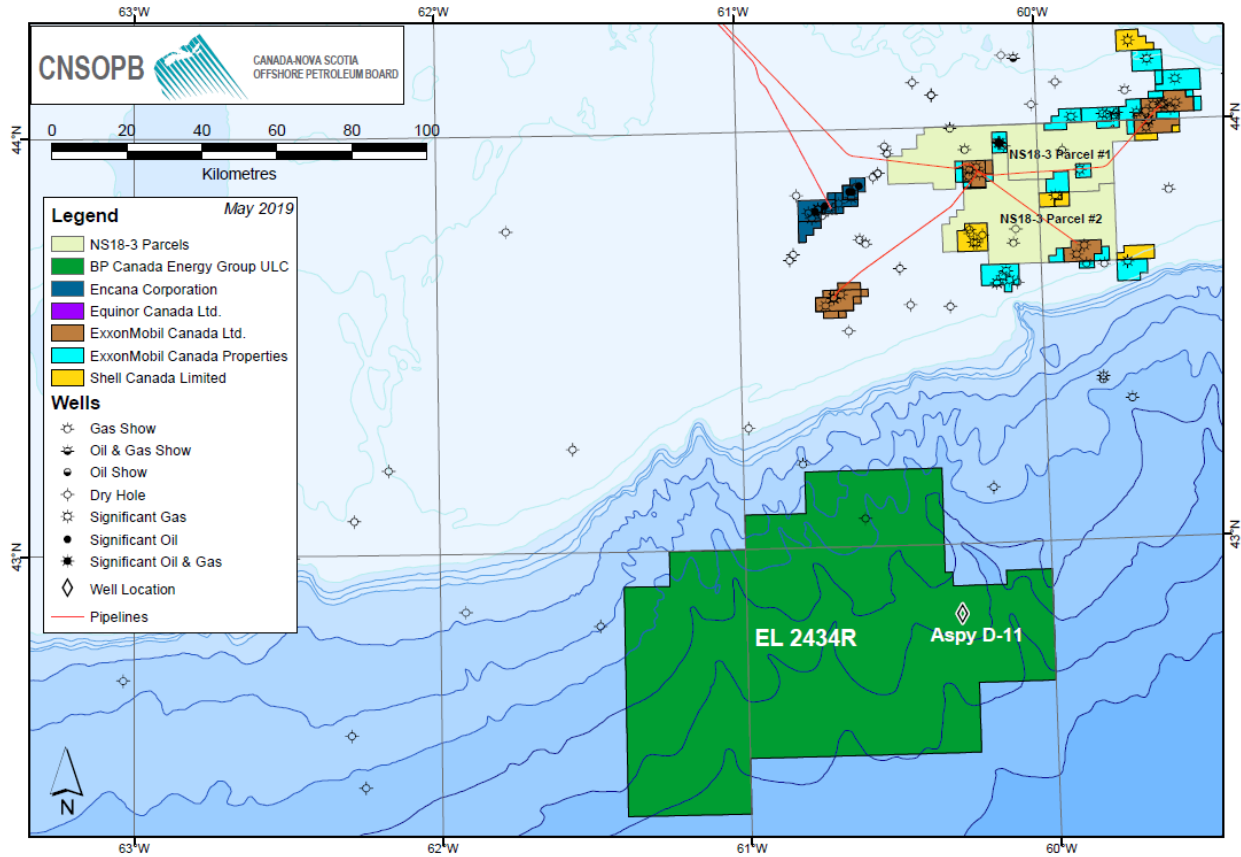 63°W 62°W 61°W 60°W
CNSOPB
CANADA-NOVA SCOTIA
OFFSHORE PETROLEUM BOARD
0 20 40 60 80 100
Kilometres
44°N
44°N
May 2019
Legend
NS18-3 Parcels
BP Canada Energy Group ULC
Encana Corporation
Equinor Canada Ltd.
ExxonMobil Canada Ltd.
ExxonMobil Canada Properties
Shell Canada Limited
Wells
Gas Show
Oil & Gas Show
Oil Show
Dry Hole
Significant Gas
Significant Oil
Significant Oil & Gas
Well Location
Pipelines
NS18-3 Parcel #1
NS18-3 Parcel #2
43°N
43°N
EL 2434R
Aspy D-11
N
63°W 62°W 61°W 60°W